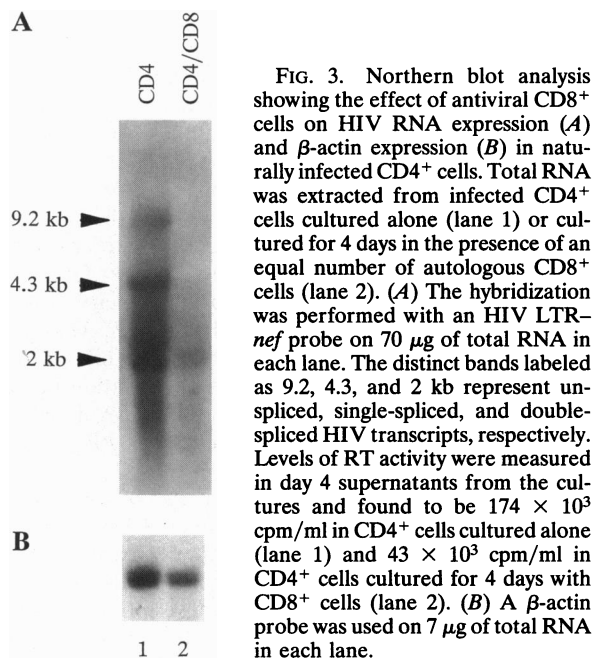 A
CD4
CD4/CD8
9.2 kb
4.3 kb
2 kb
B
1 2
FIG. 3. Northern blot analysis
showing the effect of antiviral CD8+
cells on HIV RNA expression (A)
and β-actin expression (B) in natu-
rally infected CD4+ cells. Total RNA
was extracted from infected CD4+
cells cultured alone (lane 1) or cul-
tured for 4 days in the presence of an
equal number of autologous CD8+
cells (lane 2). (A) The hybridization
was performed with an HIV LTR–
nef probe on 70 μg of total RNA in
each lane. The distinct bands labeled
as 9.2, 4.3, and 2 kb represent un-
spliced, single-spliced, and double-
spliced HIV transcripts, respectively.
Levels of RT activity were measured
in day 4 supernatants from the cul-
tures and found to be 174 × 10³
cpm/ml in CD4+ cells cultured alone
(lane 1) and 43 × 10³ cpm/ml in
CD4+ cells cultured for 4 days with
CD8+ cells (lane 2). (B) A β-actin
probe was used on 7 μg of total RNA
in each lane.